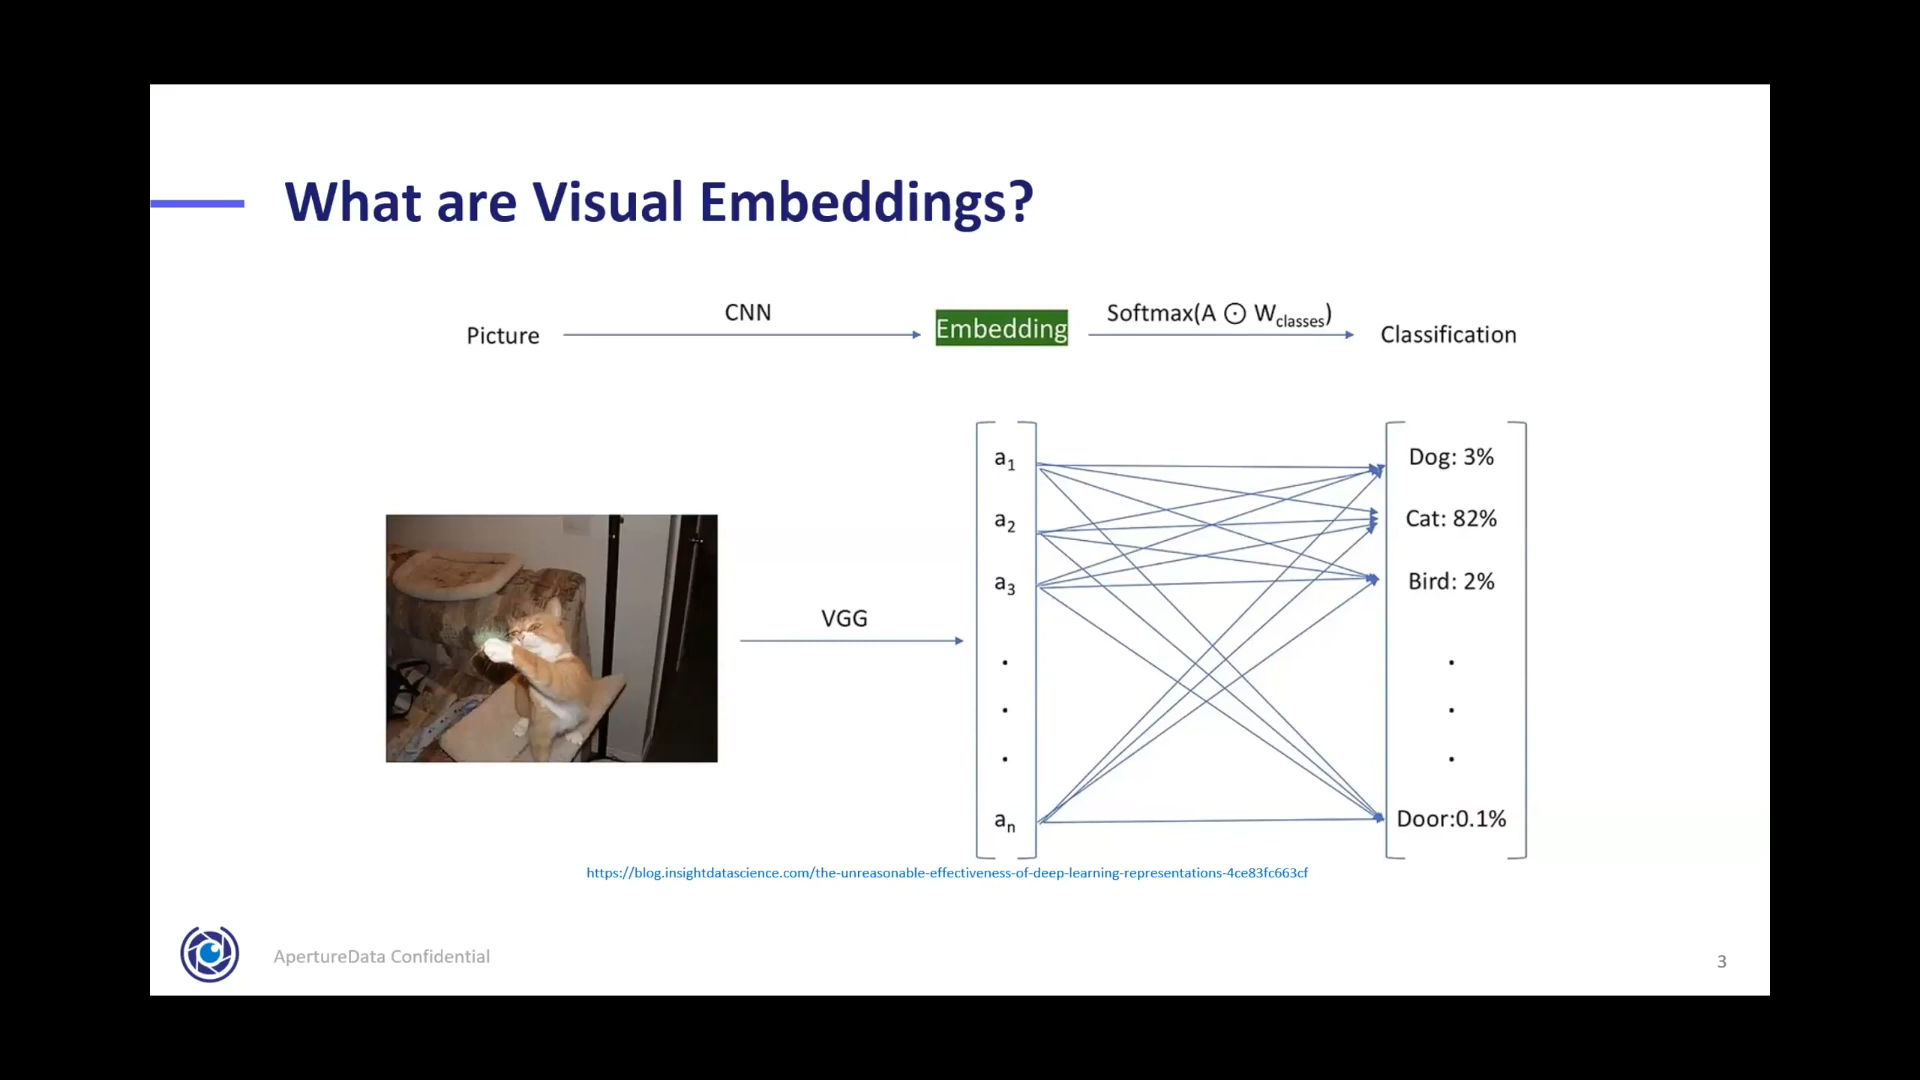 What are Visual Embeddings?
Picture
CNN
Embedding
Softmax(A ⊙ W_classes)
Classification
a₁
a₂
a₃
.
.
.
aₙ
VGG
Dog: 3%
Cat: 82%
Bird: 2%
.
.
.
Door:0.1%
https://blog.insightdatascience.com/the-unreasonable-effectiveness-of-deep-learning-representations-4ce83fc663cf
ApertureData Confidential
3